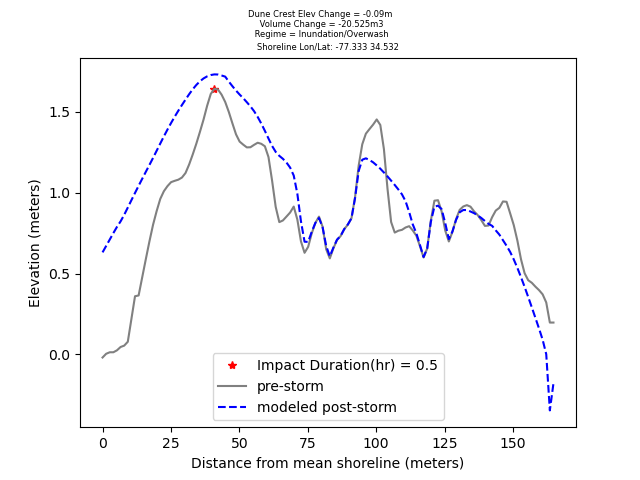 Dune Crest Elev Change = -0.09m
Volume Change = -20.525m3
Regime = Inundation/Overwash
Shoreline Lon/Lat: -77.333 34.532
1.5
1.0
0.5
0.0
Elevation (meters)
Impact Duration(hr) = 0.5
pre-storm
modeled post-storm
0 25 50 75 100 125 150
Distance from mean shoreline (meters)